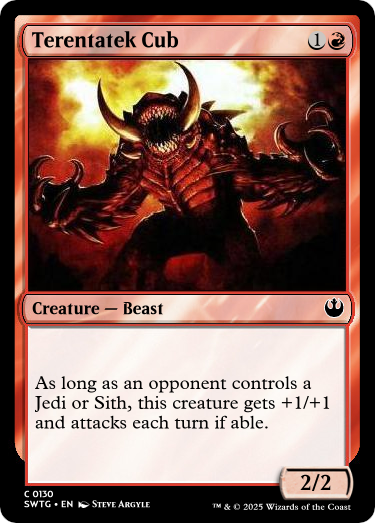 Terentatek Cub 1
Creature — Beast
As long as an opponent controls a
Jedi or Sith, this creature gets +1/+1
and attacks each turn if able.
2/2
C 0130
SWTG • EN Steve Argyle
™ & © 2025 Wizards of the Coast